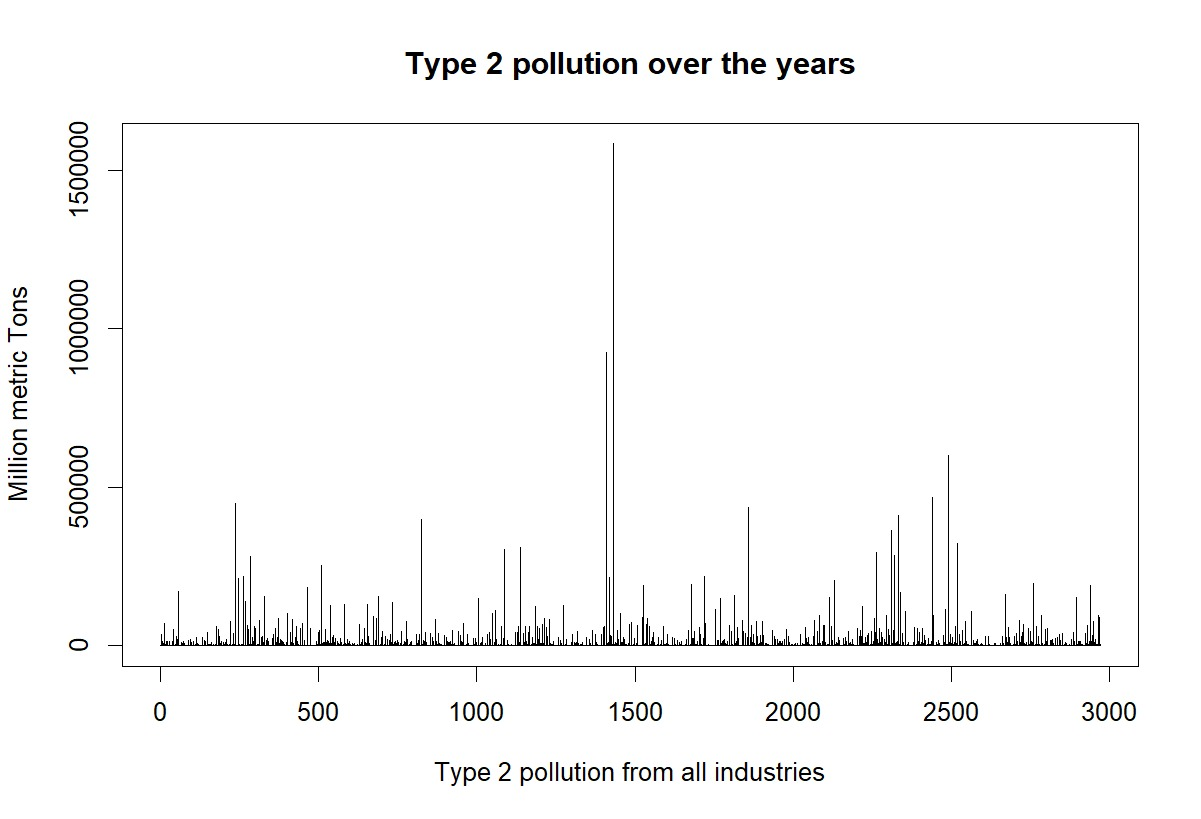 Type 2 pollution over the years
Million metric Tons
1500000
1000000
500000
0
0 500 1000 1500 2000 2500 3000
Type 2 pollution from all industries